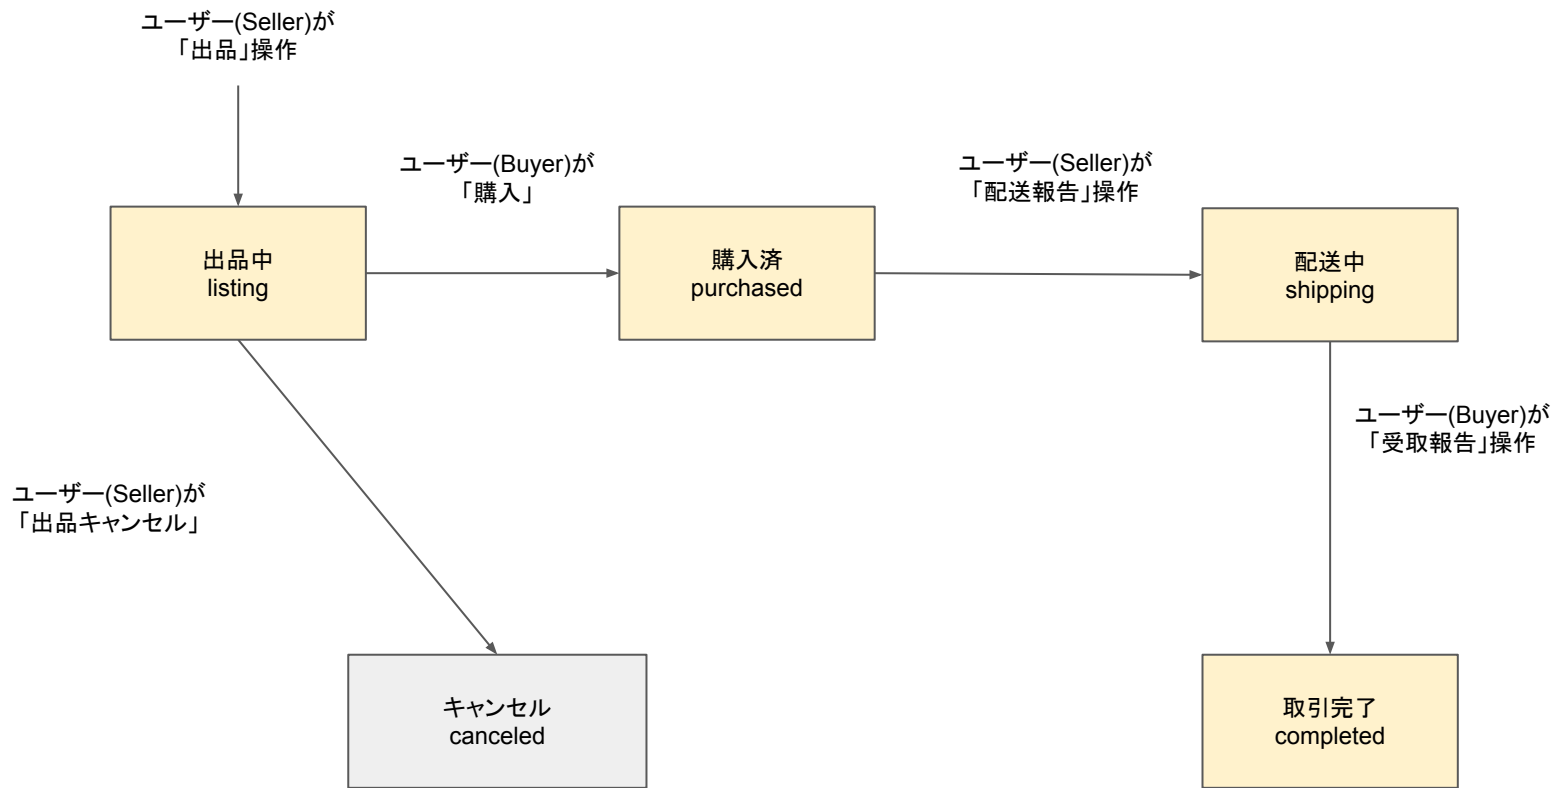 ユーザー(Seller)が
「出品」操作
ユーザー(Buyer)が
「購入」
ユーザー(Seller)が
「配送報告」操作
出品中
listing
購入済
purchased
配送中
shipping
ユーザー(Buyer)が
「受取報告」操作
ユーザー(Seller)が
「出品キャンセル」
キャンセル
canceled
取引完了
completed